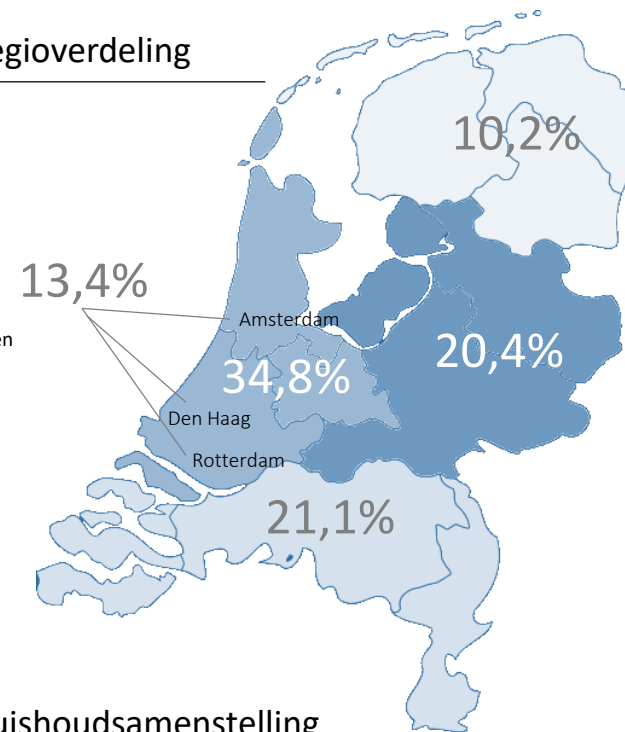 egioverdeling
10,2%
13,4%
Amsterdam
en
34,8%
20,4%
Den Haag
Rotterdam
21,1%
uishoudsamenstelling